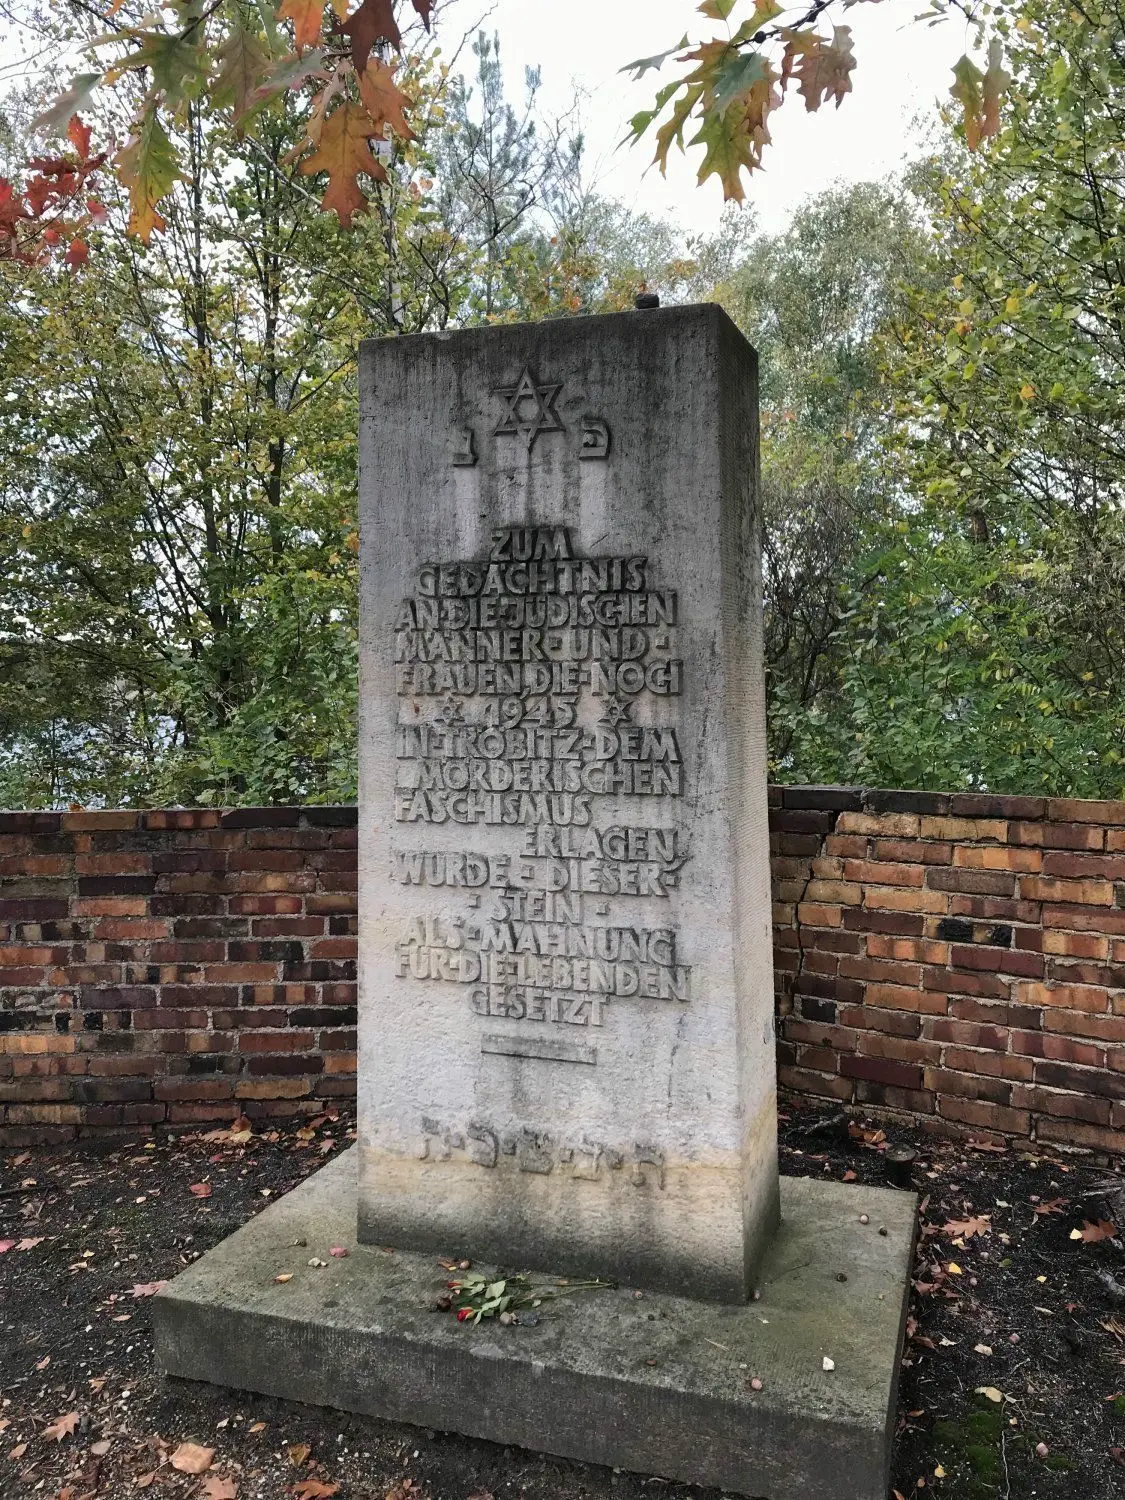 פ נ
ZUM
GEDÄCHTNIS
AN-DIE-JÜDISCHEN
MÄNNER-UND-
FRAUEN,DIE-NOCH
1945
IN-TRÖBITZ-DEM
MÖRDERISCHEN
FASCHISMUS
ERLAGEN,
WURDE-DIESER-
-STEIN-
ALS-MAHNUNG
FÜR-DIE-LEBENDEN
GESETZT
ת·נ·צ·ב·ה